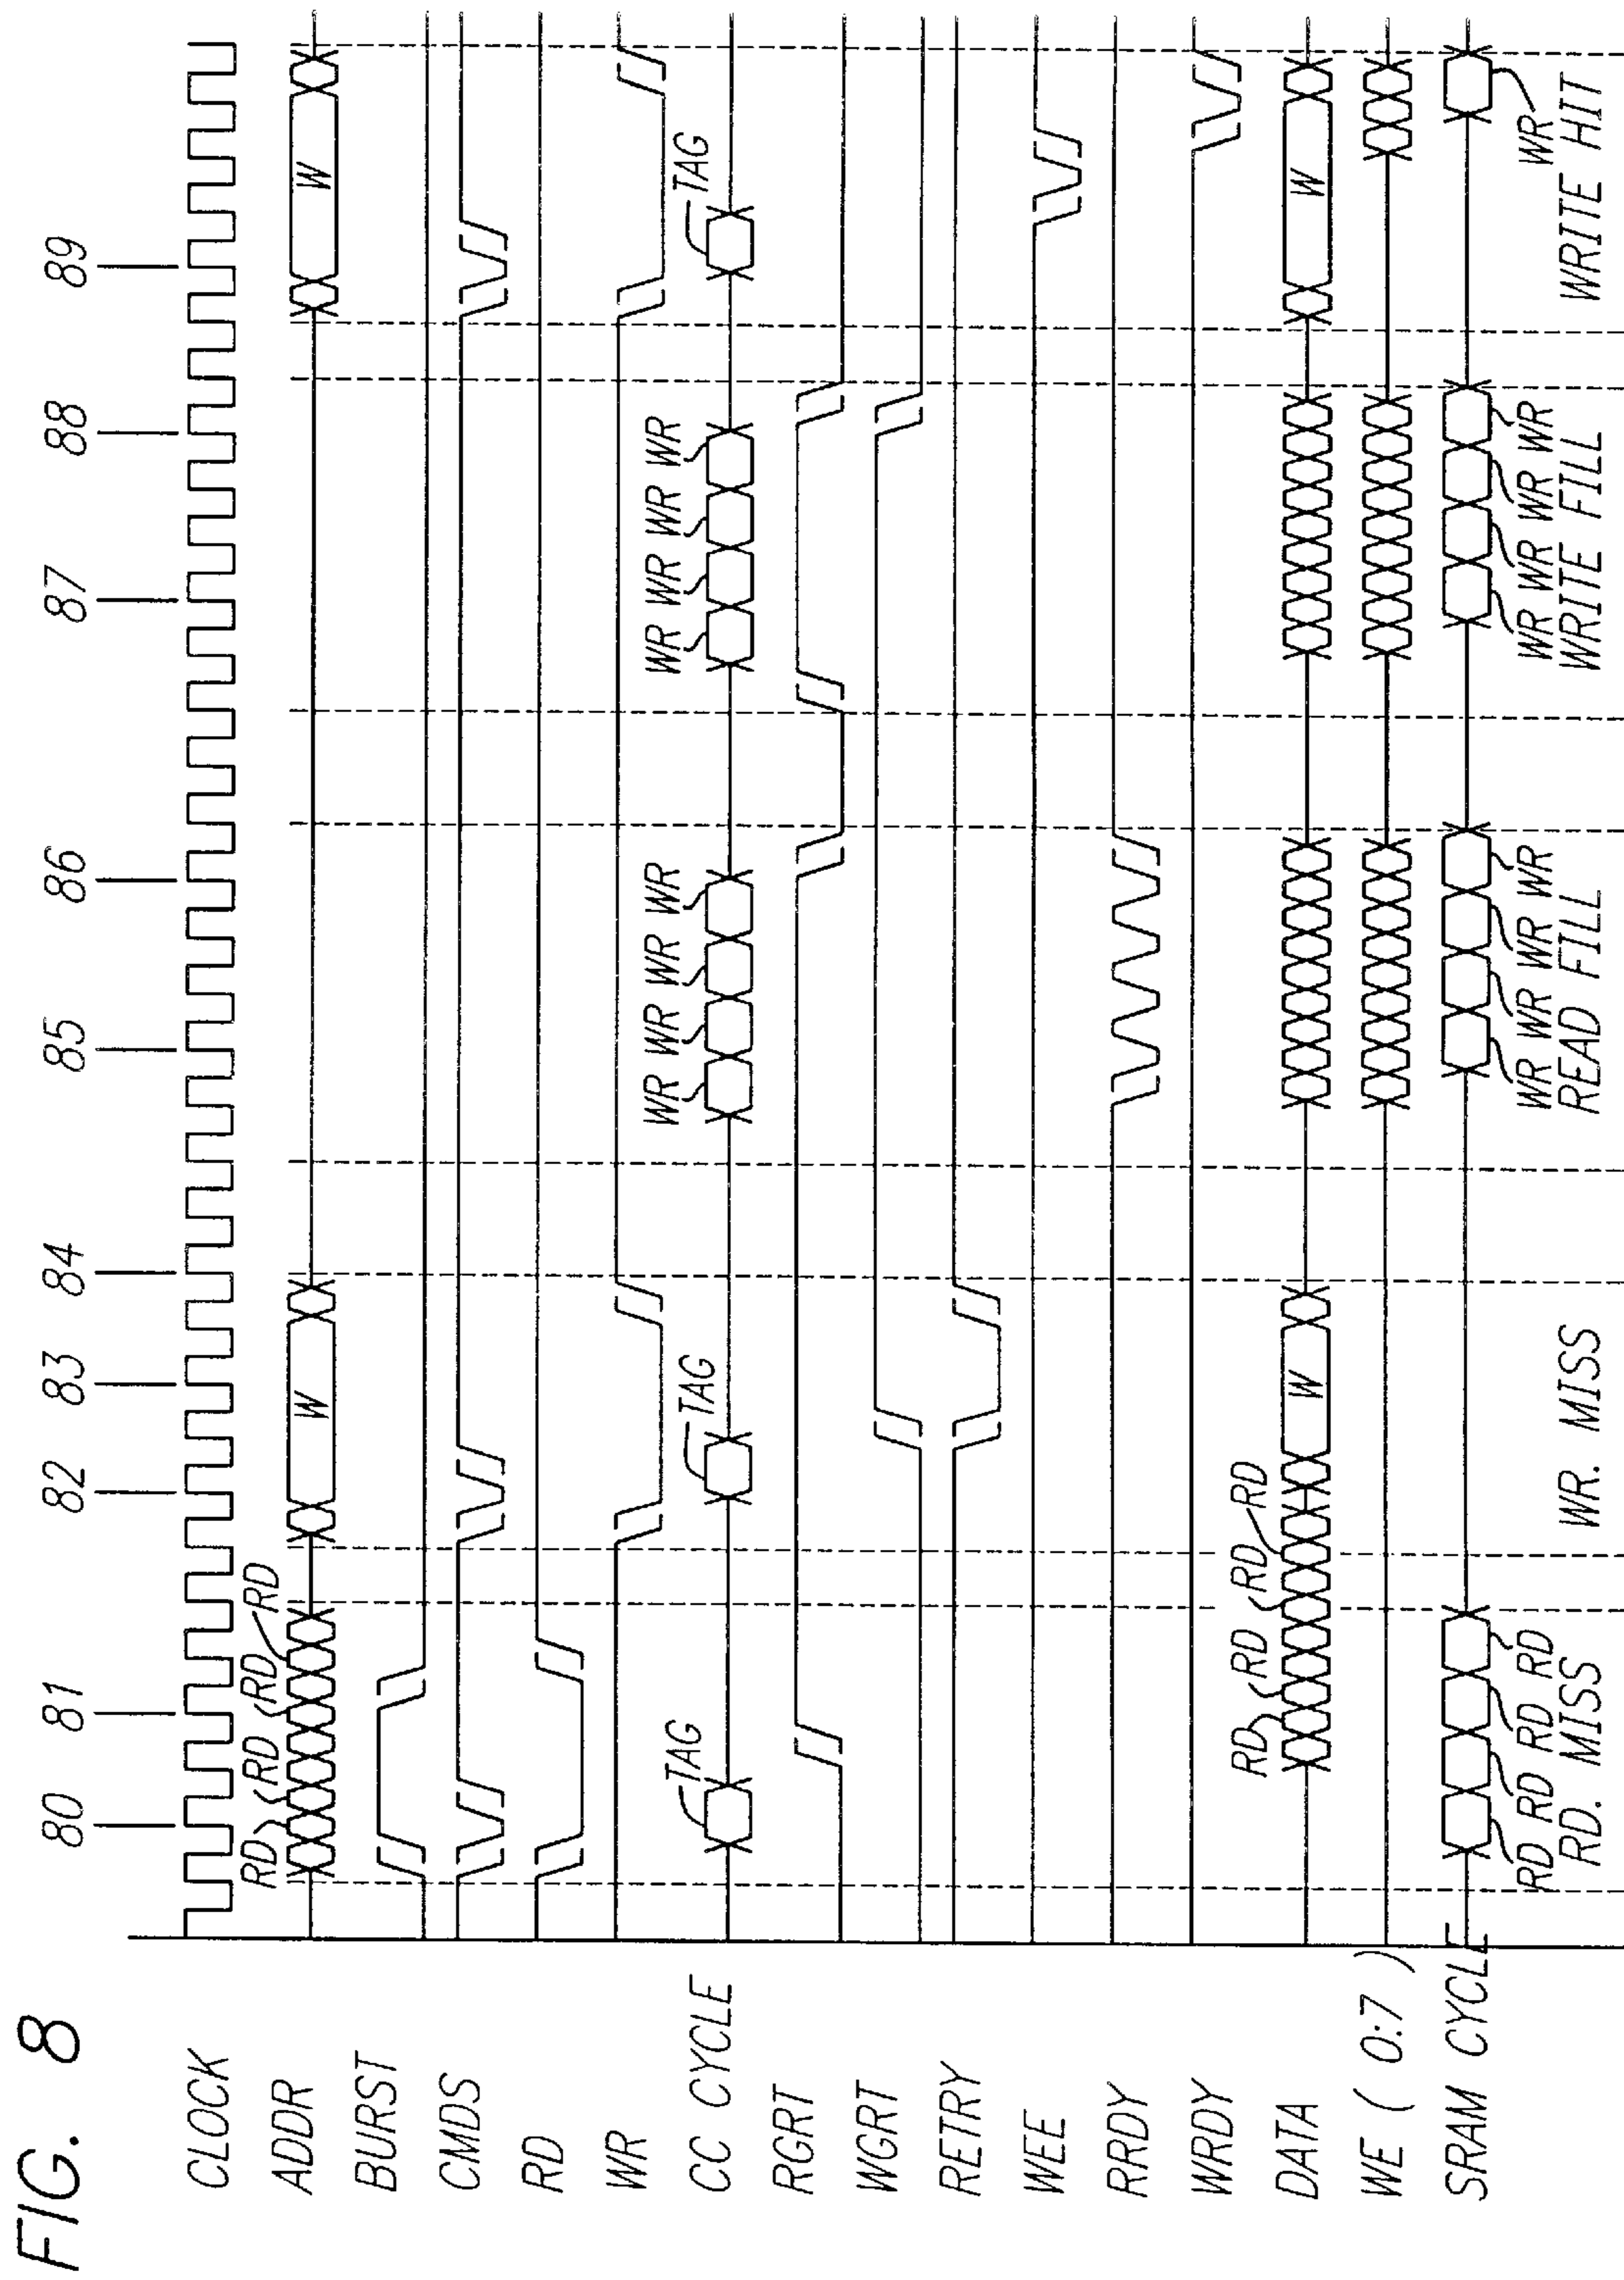 FIG. 8
80 81 82 83 84 85 86 87 88 89
CLOCK
RD RD RD RD
ADDR W W
BURST
CMDS
RD
WR
TAG TAG WR WR WR WR WR WR WR WR TAG
CC CYCLE
RGRT
WGRT
RETRY
WEE
RRDY
WRDY
RD RD RD RD
DATA W W
WE ( 0:7 )
SRAM CYCLE
RD RD RD RD WR WR WR WR WR WR WR WR WR
RD. MISS WR. MISS READ FILL WRITE FILL WRITE HIT